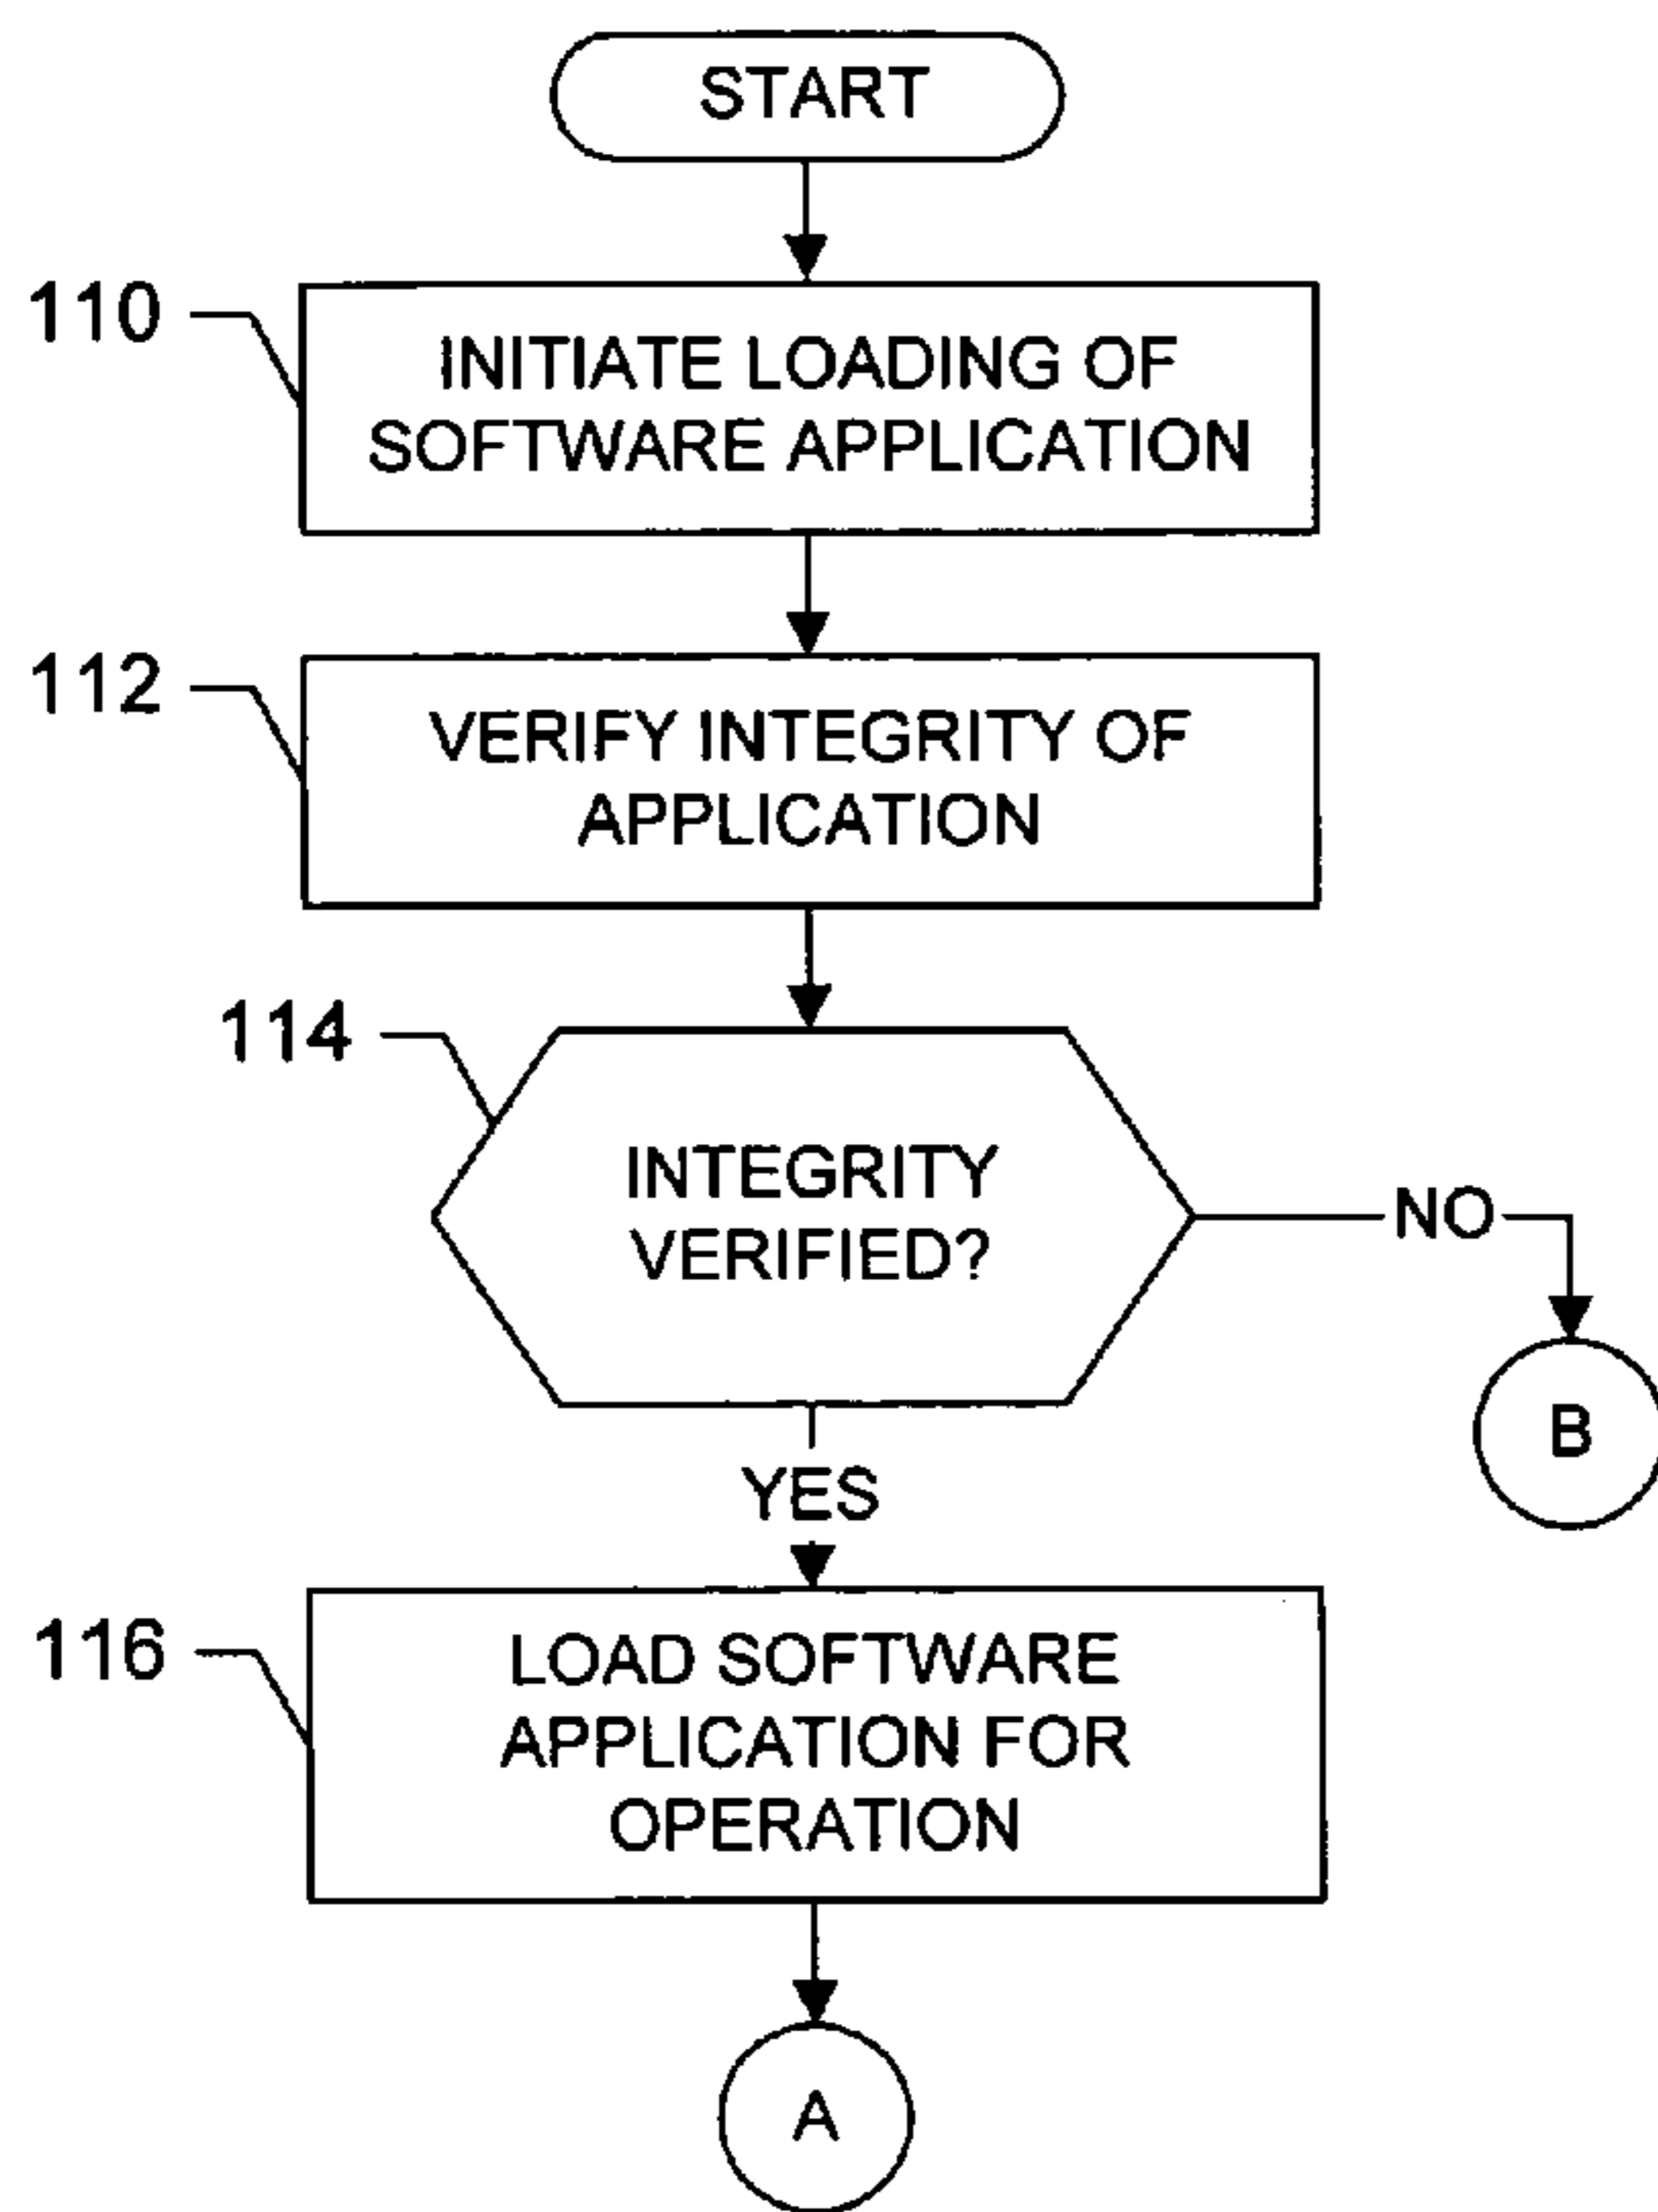 START
110
INITIATE LOADING OF
SOFTWARE APPLICATION
112
VERIFY INTEGRITY OF
APPLICATION
114
INTEGRITY
VERIFIED?
NO
B
YES
116
LOAD SOFTWARE
APPLICATION FOR
OPERATION
A